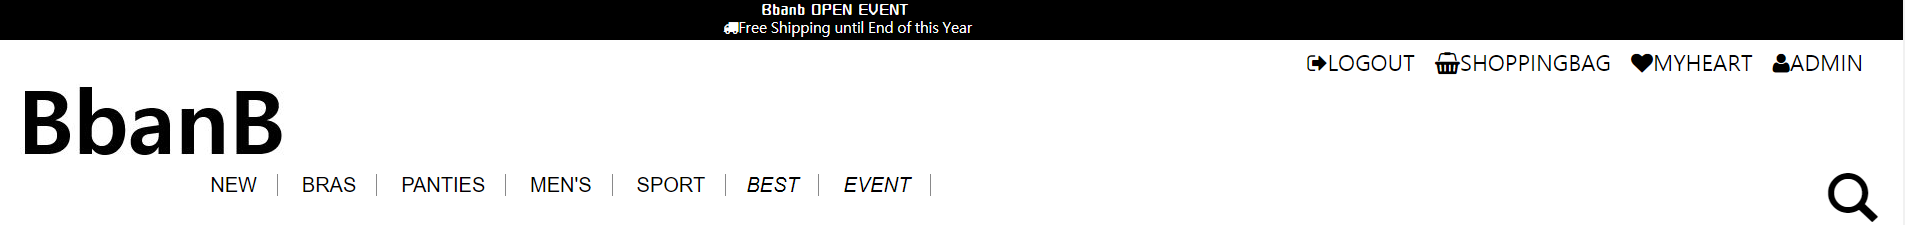 Bbanb OPEN EVENT
Free Shipping until End of this Year
LOGOUT SHOPPINGBAG MYHEART ADMIN
BbanB
NEW BRAS PANTIES MEN'S SPORT BEST EVENT